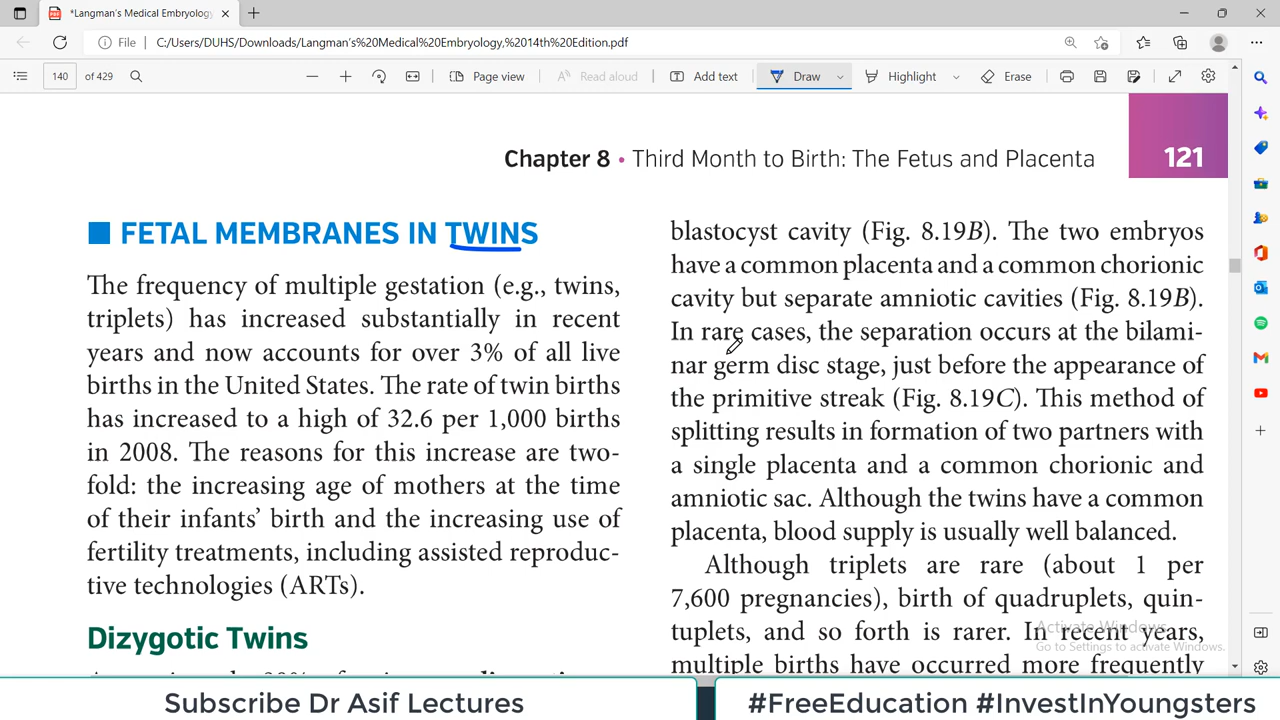 *Langman's Medical Embryology
File
C:/Users/DUHS/Downloads/Langman's%20Medical%20Embryology,%2014th%20Edition.pdf
140
of 429
Page view
Read aloud
Add text
Draw
Highlight
Erase
Chapter 8 • Third Month to Birth: The Fetus and Placenta
121
FETAL MEMBRANES IN TWINS
The frequency of multiple gestation (e.g., twins,
triplets) has increased substantially in recent
years and now accounts for over 3% of all live
births in the United States. The rate of twin births
has increased to a high of 32.6 per 1,000 births
in 2008. The reasons for this increase are two-
fold: the increasing age of mothers at the time
of their infants' birth and the increasing use of
fertility treatments, including assisted reproduc-
tive technologies (ARTs).
Dizygotic Twins
blastocyst cavity (Fig. 8.19B). The two embryos
have a common placenta and a common chorionic
cavity but separate amniotic cavities (Fig. 8.19B).
In rare cases, the separation occurs at the bilami-
nar germ disc stage, just before the appearance of
the primitive streak (Fig. 8.19C). This method of
splitting results in formation of two partners with
a single placenta and a common chorionic and
amniotic sac. Although the twins have a common
placenta, blood supply is usually well balanced.
Although triplets are rare (about 1 per
7,600 pregnancies), birth of quadruplets, quin-
tuplets, and so forth is rarer. In recent years,
multiple births have occurred more frequently
Activate Windows
Go to Settings to activate Windows.
Subscribe Dr Asif Lectures
#FreeEducation #InvestInYoungsters